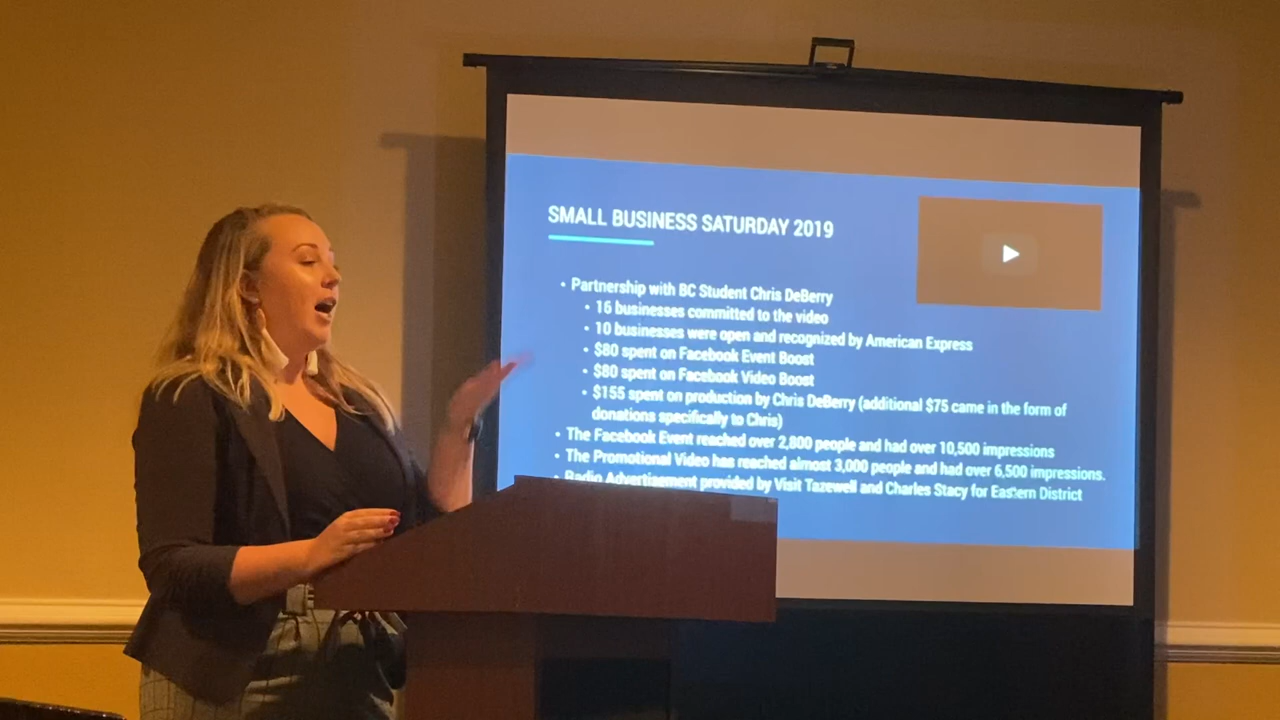 SMALL BUSINESS SATURDAY 2019
• Partnership with BC Student Chris DeBerry
• 16 businesses committed to the video
• 10 businesses were open and recognized by American Express
• $80 spent on Facebook Event Boost
• $80 spent on Facebook Video Boost
• $155 spent on production by Chris DeBerry (additional $75 came in the form of
donations specifically to Chris)
• The Facebook Event reached over 2,800 people and had over 10,500 impressions
• The Promotional Video has reached almost 3,000 people and had over 6,500 impressions.
• Radio Advertisement provided by Visit Tazewell and Charles Stacy for Eastern District